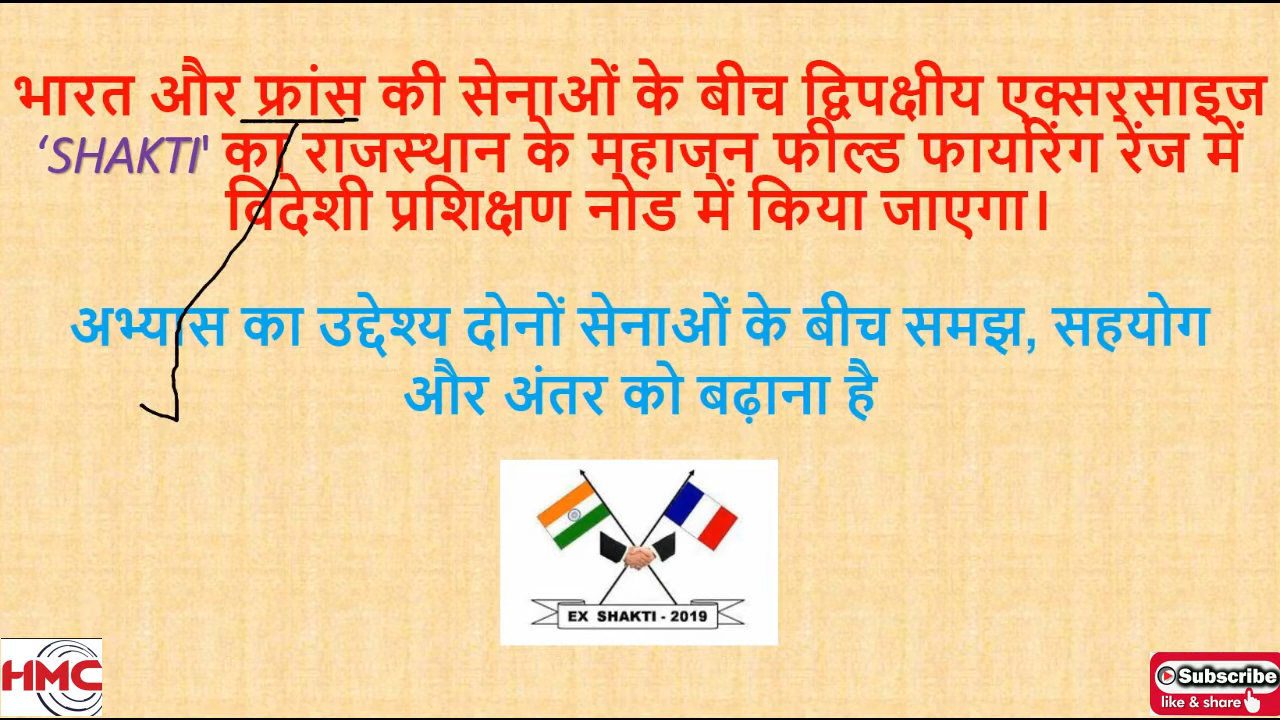 भारत और फ्रांस की सेनाओं के बीच द्विपक्षीय एक्सरसाइज
‘SHAKTI' का राजस्थान के महाजन फील्ड फायरिंग रेंज में
विदेशी प्रशिक्षण नोड में किया जाएगा।
अभ्यास का उद्देश्य दोनों सेनाओं के बीच समझ, सहयोग
और अंतर को बढ़ाना है
EX SHAKTI - 2019
HMC
Subscribe
like & share